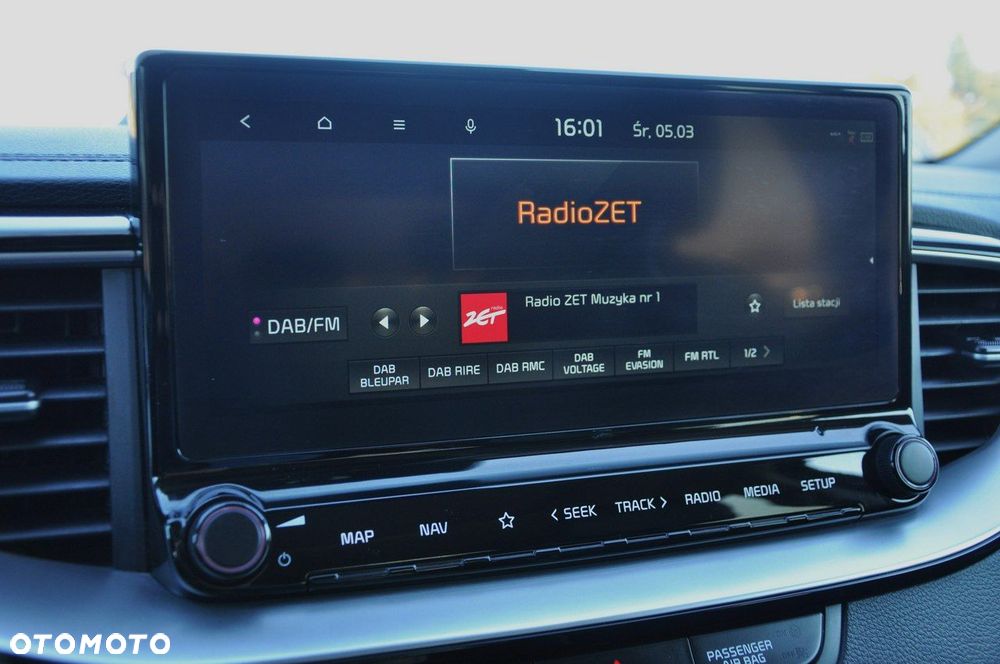 16:01 Śr, 05.03
RadioZET
DAB/FM
radio
ZET
Radio ZET Muzyka nr 1
Lista stacji
DAB
BLEUPAR
DAB RIRE
DAB RMC
DAB
VOLTAGE
FM
EVASION
FM RTL
1/2
MAP
NAV
SEEK
TRACK
RADIO
MEDIA
SETUP
PASSENGER
AIR BAG
OTOMOTO